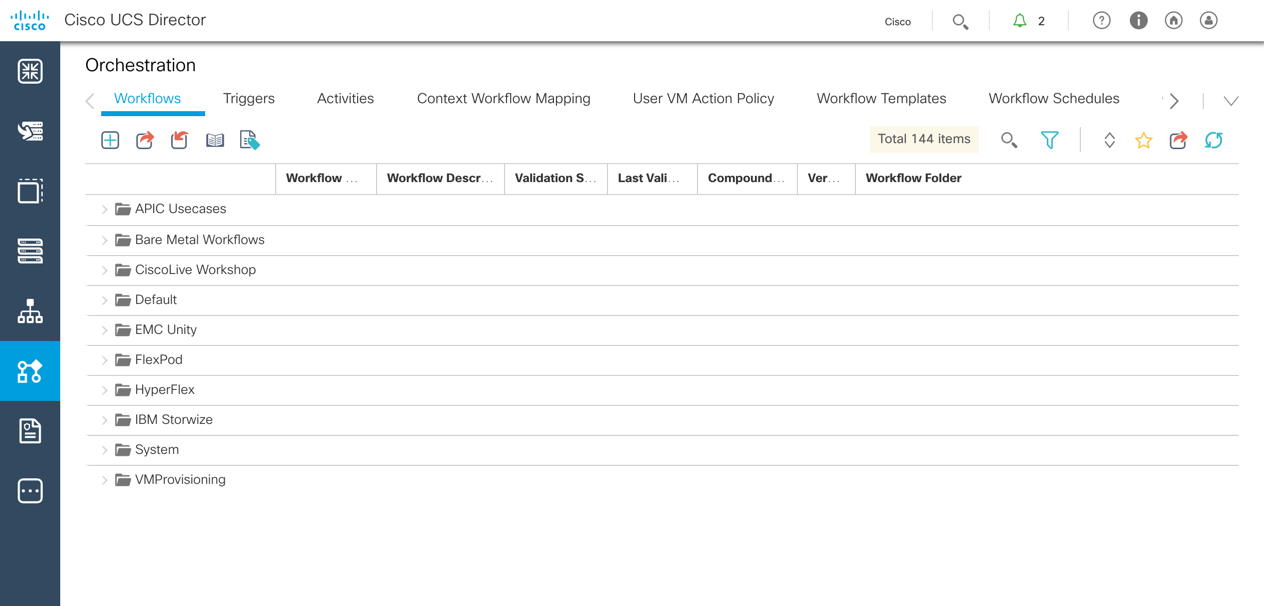 cisco
Cisco UCS Director
Cisco
2
Orchestration
Workflows
Triggers
Activities
Context Workflow Mapping
User VM Action Policy
Workflow Templates
Workflow Schedules
Total 144 items
Workflow ...
Workflow Descr...
Validation S...
Last Vali...
Compound...
Ver...
Workflow Folder
APIC Usecases
Bare Metal Workflows
CiscoLive Workshop
Default
EMC Unity
FlexPod
HyperFlex
IBM Storwize
System
VMProvisioning